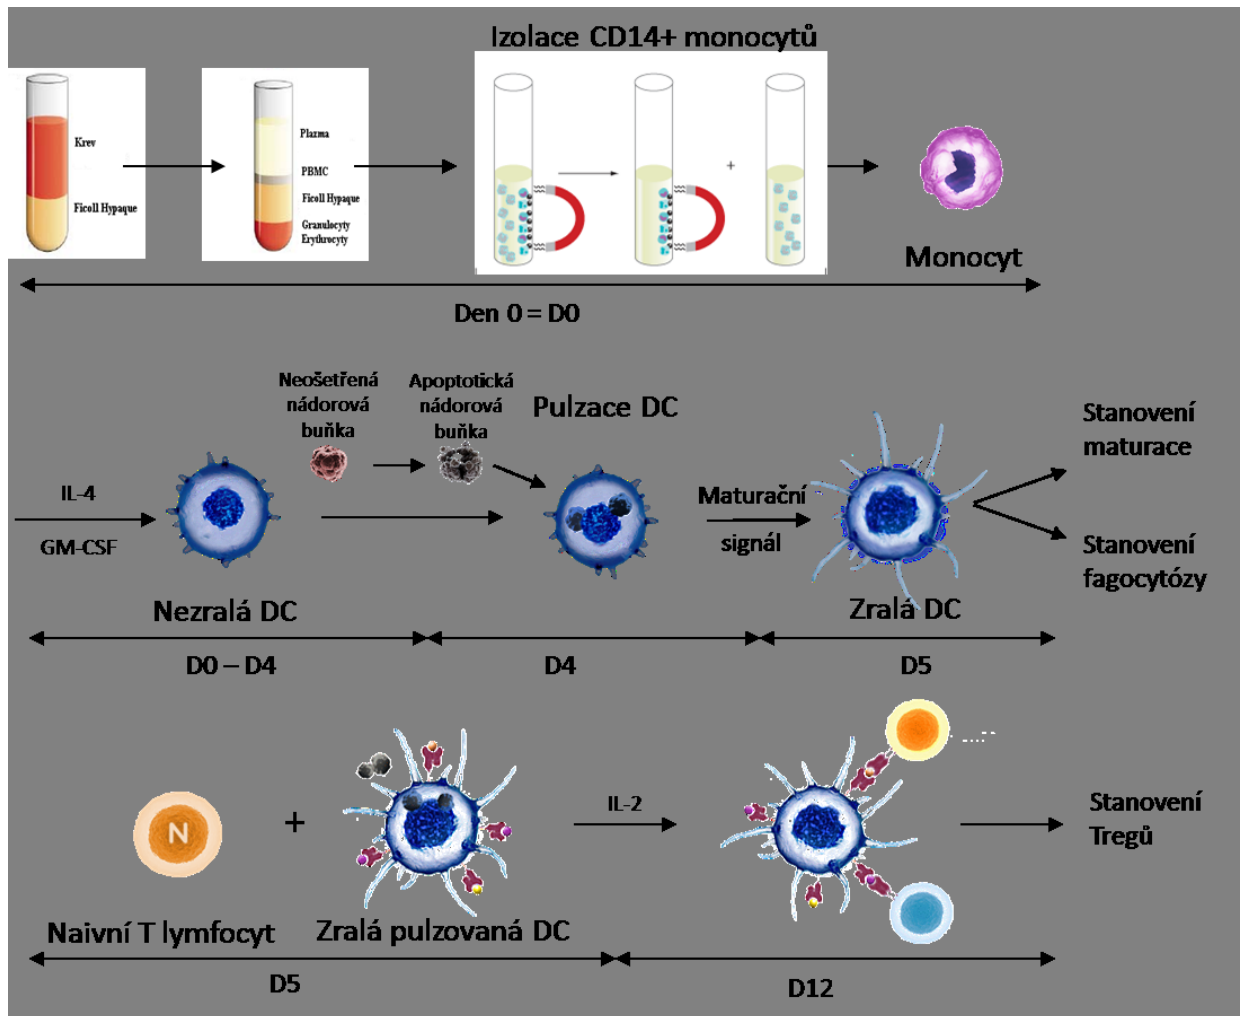 Izolace CD14+ monocytů
Krev
Ficoll Hypaque
Plazma
PBMC
Ficoll Hypaque
Granulocyty
Erythrocyty
+
Monocyt
Den 0 = D0
IL-4
GM-CSF
Nezralá DC
Neošetřená
nádorová
buňka
Apoptotická
nádorová
buňka
Pulzace DC
Maturační
signál
Zralá DC
Stanovení
maturace
Stanovení
fagocytózy
D0 – D4
D4
D5
N
+
IL-2
Stanovení
Tregů
Naivní T lymfocyt
Zralá pulzovaná DC
D5
D12